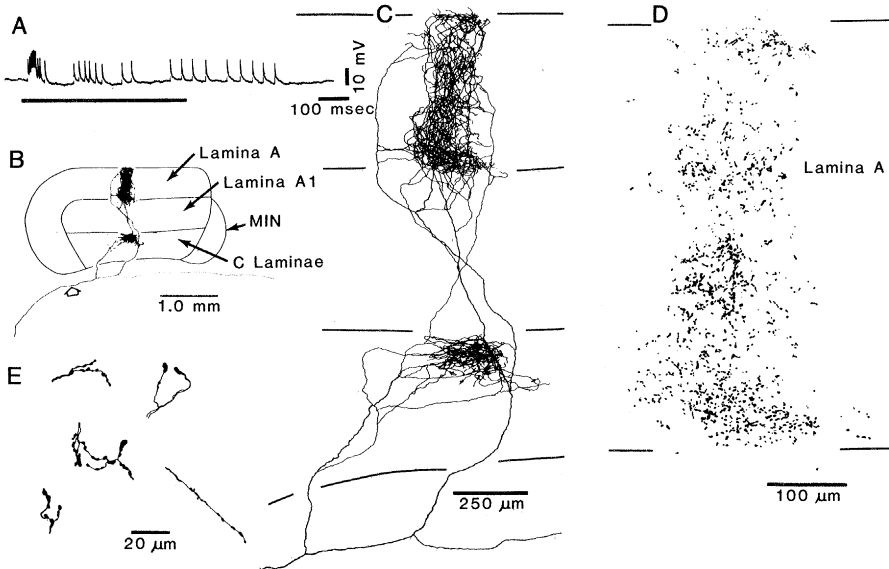 A
10 mV
100 msec
B
Lamina A
Lamina A1
MIN
C Laminae
1.0 mm
C
250 µm
D
Lamina A
100 µm
E
20 µm